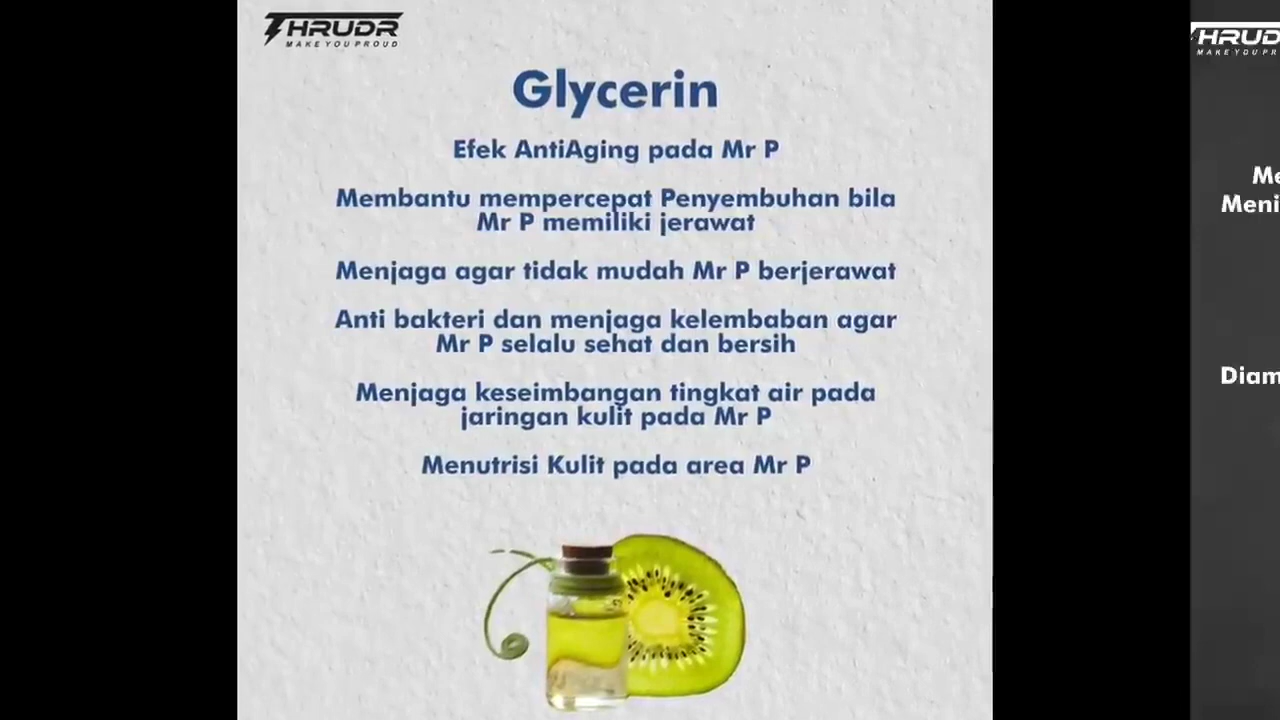 THRUDR
MAKE YOU PROUD
Glycerin
Efek AntiAging pada Mr P
Membantu mempercepat Penyembuhan bila
Mr P memiliki jerawat
Menjaga agar tidak mudah Mr P berjerawat
Anti bakteri dan menjaga kelembaban agar
Mr P selalu sehat dan bersih
Menjaga keseimbangan tingkat air pada
jaringan kulit pada Mr P
Menutrisi Kulit pada area Mr P